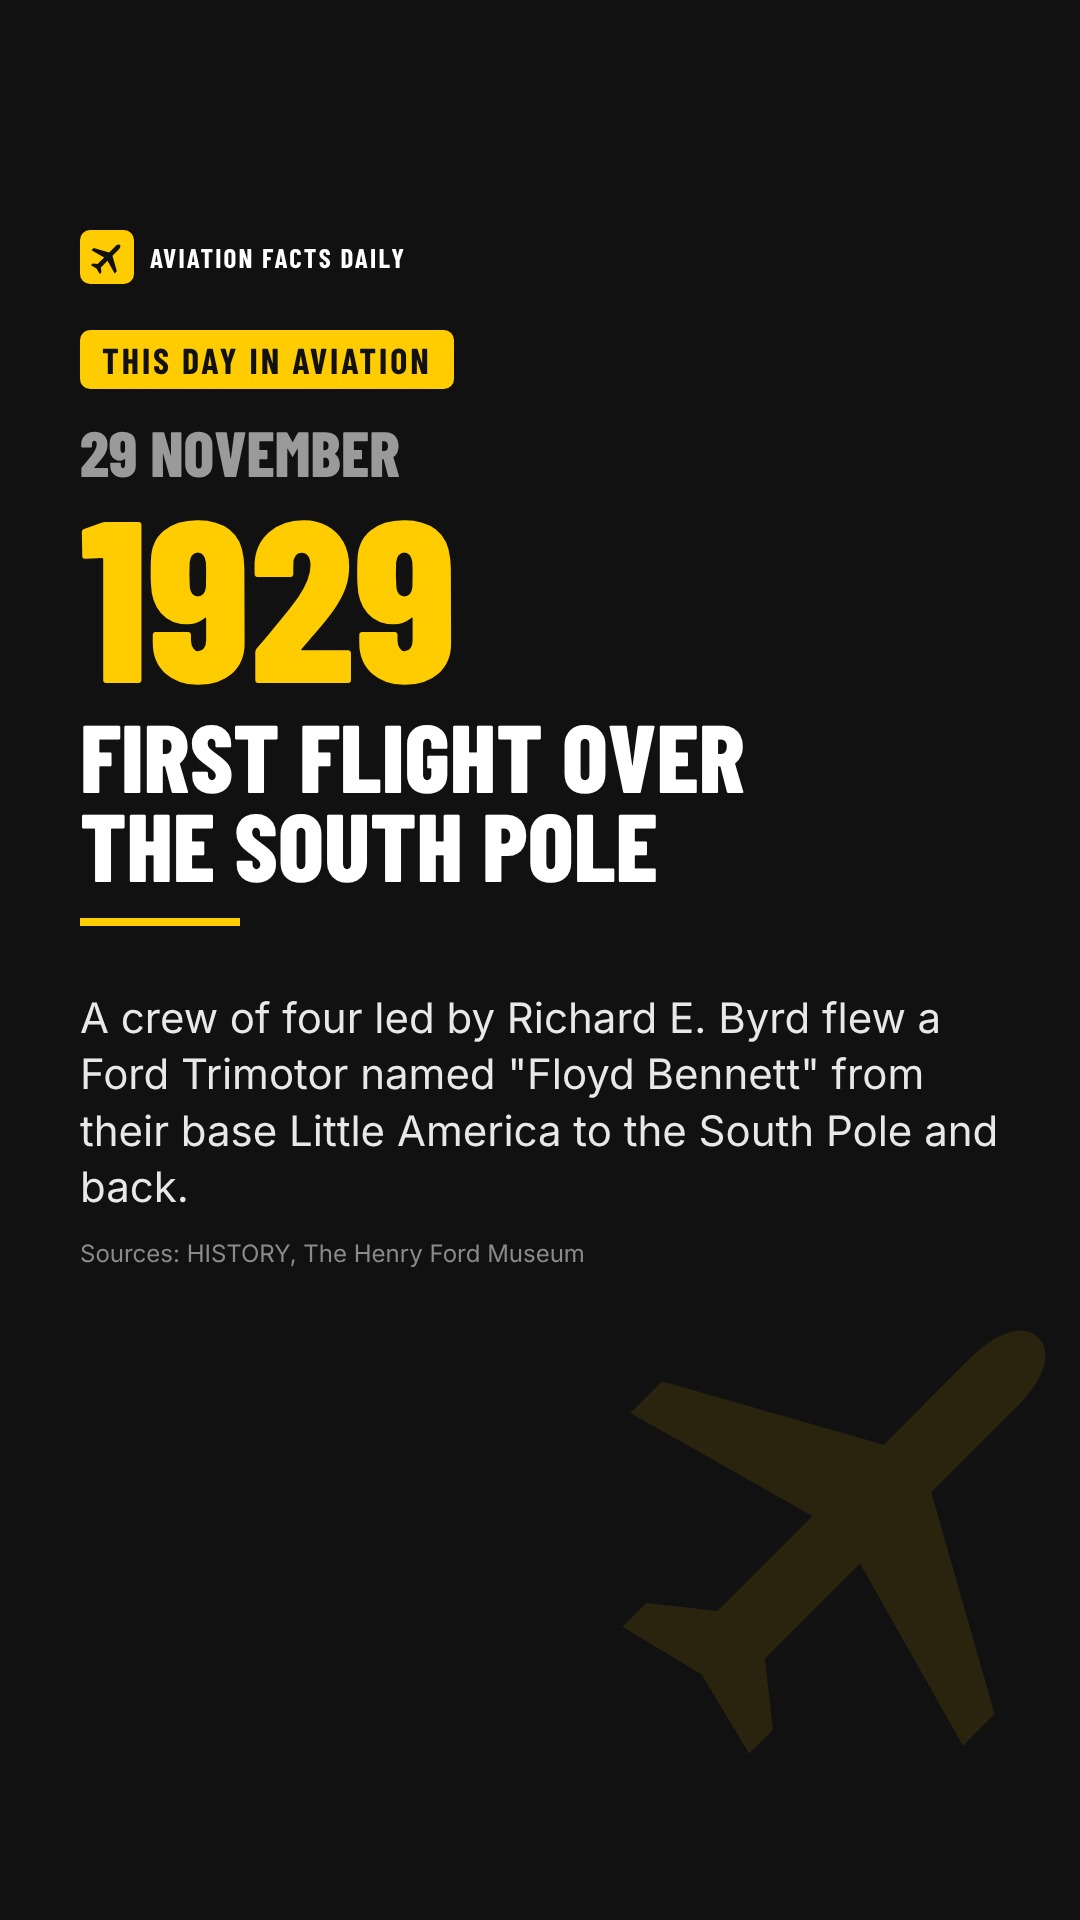 AVIATION FACTS DAILY
THIS DAY IN AVIATION
29 NOVEMBER
1929
FIRST FLIGHT OVER
THE SOUTH POLE
A crew of four led by Richard E. Byrd flew a
Ford Trimotor named "Floyd Bennett" from
their base Little America to the South Pole and
back.
Sources: HISTORY, The Henry Ford Museum